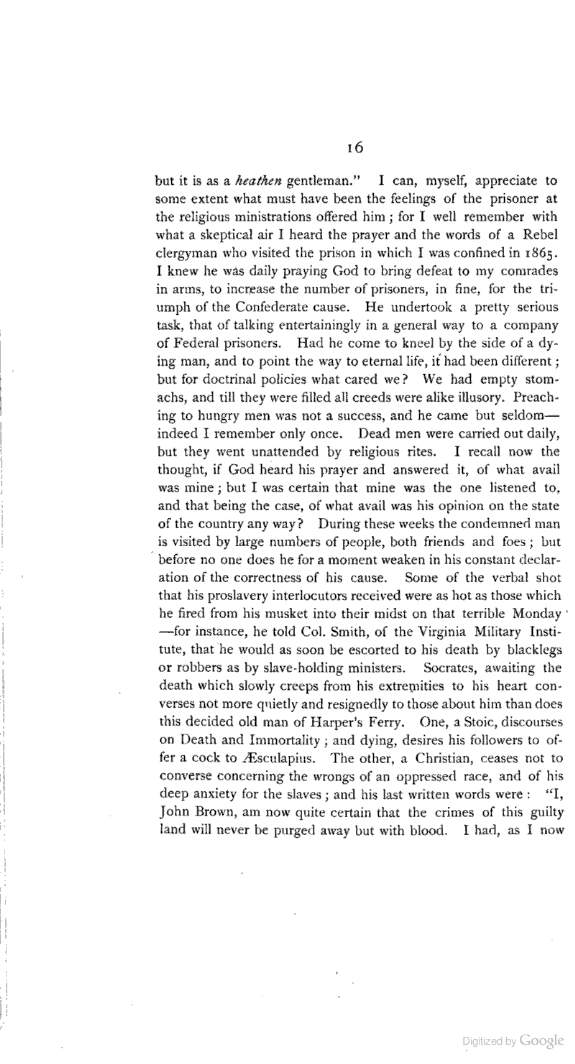 16
but it is as a heathen gentleman." I can, myself, appreciate to
some extent what must have been the feelings of the prisoner at
the religious ministrations offered him ; for I well remember with
what a skeptical air I heard the prayer and the words of a Rebel
clergyman who visited the prison in which I was confined in 1865.
I knew he was daily praying God to bring defeat to my comrades
in arms, to increase the number of prisoners, in fine, for the tri-
umph of the Confederate cause. He undertook a pretty serious
task, that of talking entertainingly in a general way to a company
of Federal prisoners. Had he come to kneel by the side of a dy-
ing man, and to point the way to eternal life, it had been different ;
but for doctrinal policies what cared we? We had empty stom-
achs, and till they were filled all creeds were alike illusory. Preach-
ing to hungry men was not a success, and he came but seldom—
indeed I remember only once. Dead men were carried out daily,
but they went unattended by religious rites. I recall now the
thought, if God heard his prayer and answered it, of what avail
was mine ; but I was certain that mine was the one listened to,
and that being the case, of what avail was his opinion on the state
of the country any way? During these weeks the condemned man
is visited by large numbers of people, both friends and foes ; but
before no one does he for a moment weaken in his constant declar-
ation of the correctness of his cause. Some of the verbal shot
that his proslavery interlocutors received were as hot as those which
he fired from his musket into their midst on that terrible Monday
—for instance, he told Col. Smith, of the Virginia Military Insti-
tute, that he would as soon be escorted to his death by blacklegs
or robbers as by slave-holding ministers. Socrates, awaiting the
death which slowly creeps from his extremities to his heart con-
verses not more quietly and resignedly to those about him than does
this decided old man of Harper's Ferry. One, a Stoic, discourses
on Death and Immortality ; and dying, desires his followers to of-
fer a cock to Æsculapius. The other, a Christian, ceases not to
converse concerning the wrongs of an oppressed race, and of his
deep anxiety for the slaves ; and his last written words were : "I,
John Brown, am now quite certain that the crimes of this guilty
land will never be purged away but with blood. I had, as I now
Digitized by Google